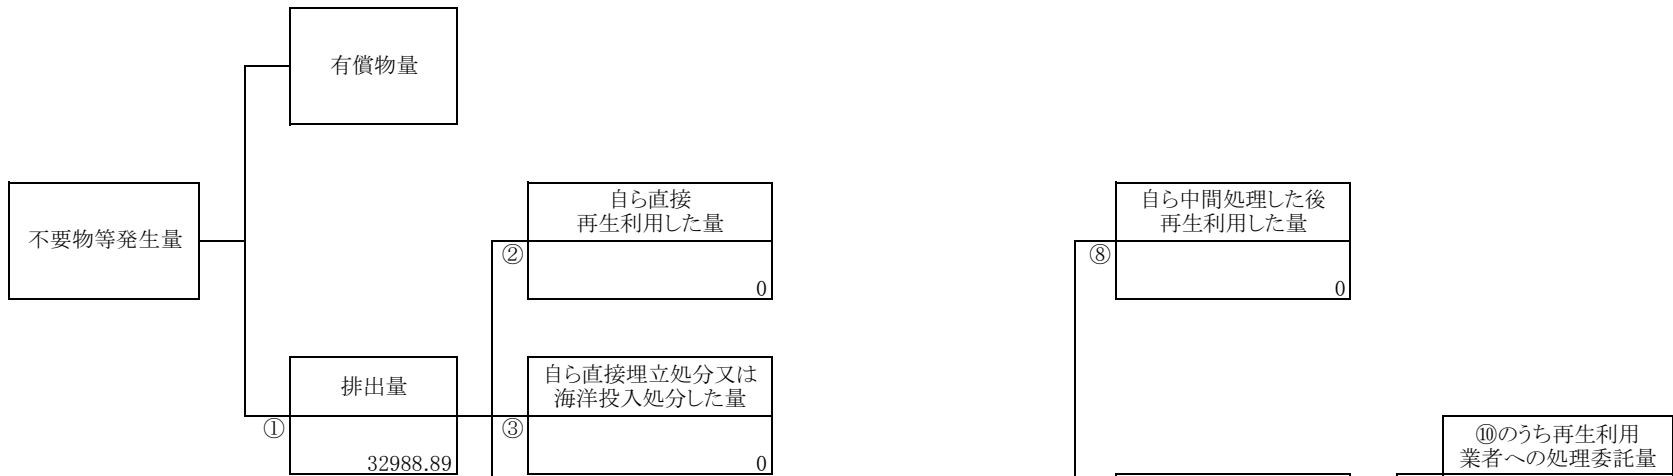 有償物量
自ら直接
再生利用した量
②
0
自ら中間処理した後
再生利用した量
⑧
0
不要物等発生量
排出量
①
32988.89
自ら直接埋立処分又は
海洋投入処分した量
③
0
⑩のうち再生利用
業者への処理委託量